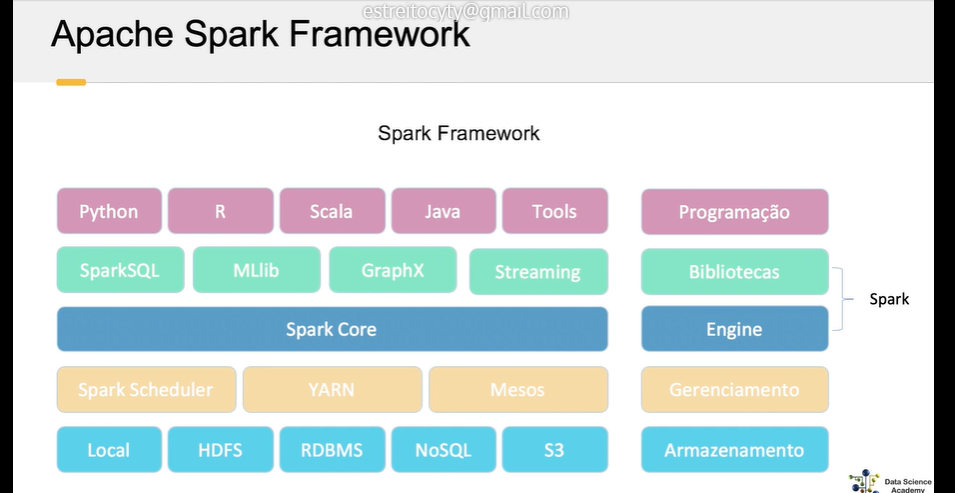 estreitocyty@gmail.com
Apache Spark Framework
Spark Framework
Python R Scala Java Tools Programação
SparkSQL MLlib GraphX Streaming Bibliotecas
Spark
Spark Core Engine
Spark Scheduler YARN Mesos Gerenciamento
Local HDFS RDBMS NoSQL S3 Armazenamento
Data Science
Academy